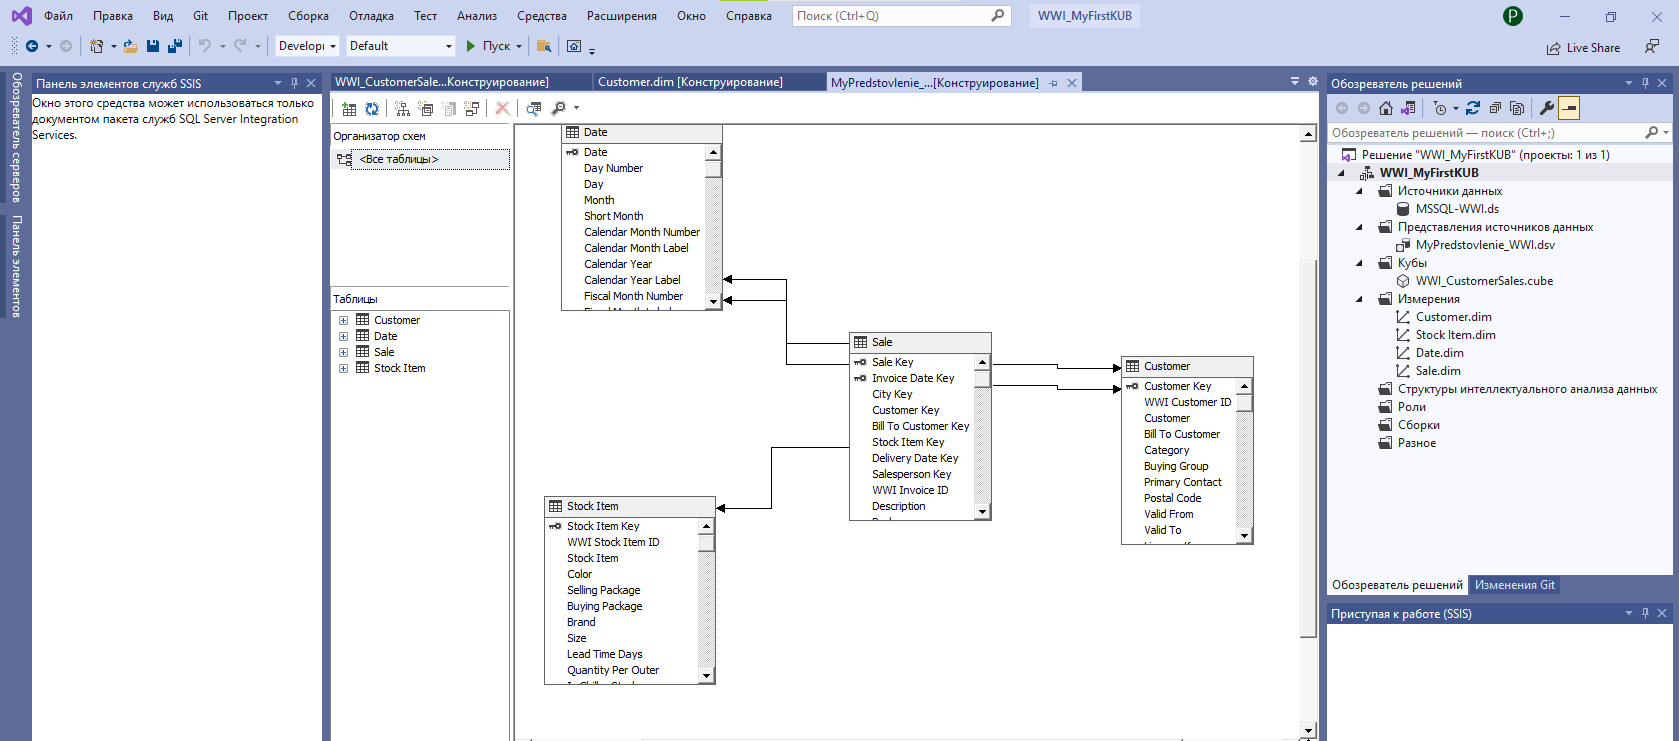 Файл Правка Вид Git Проект Сборка Отладка Тест Анализ Средства Расширения Окно Справка Поиск (Ctrl+Q) WWI_MyFirstKUB P
Developı Default Пуск Live Share
Обозреватель серверов
Панель элементов
Панель элементов служб SSIS
Окно этого средства может использоваться только
документом пакета служб SQL Server Integration
Services.
WWI_CustomerSale...Конструирование] Customer.dim [Конструирование] MyPredstovlenie_...[Конструирование]
Организатор схем
<Все таблицы>
Таблицы
Customer
Date
Sale
Stock Item
Date
Date
Day Number
Day
Month
Short Month
Calendar Month Number
Calendar Month Label
Calendar Year
Calendar Year Label
Fiscal Month Number
Sale
Sale Key
Invoice Date Key
City Key
Customer Key
Bill To Customer Key
Stock Item Key
Delivery Date Key
Salesperson Key
WWI Invoice ID
Description
Customer
Customer Key
WWI Customer ID
Customer
Bill To Customer
Category
Buying Group
Primary Contact
Postal Code
Valid From
Valid To
Stock Item
Stock Item Key
WWI Stock Item ID
Stock Item
Color
Selling Package
Buying Package
Brand
Size
Lead Time Days
Quantity Per Outer
Обозреватель решений
Обозреватель решений — поиск (Ctrl+;)
Решение "WWI_MyFirstKUB" (проекты: 1 из 1)
WWI_MyFirstKUB
Источники данных
MSSQL-WWI.ds
Представления источников данных
MyPredstovlenie_WWI.dsv
Кубы
WWI_CustomerSales.cube
Измерения
Customer.dim
Stock Item.dim
Date.dim
Sale.dim
Структуры интеллектуального анализа данных
Роли
Сборки
Разное
Обозреватель решений Изменения Git
Приступая к работе (SSIS)